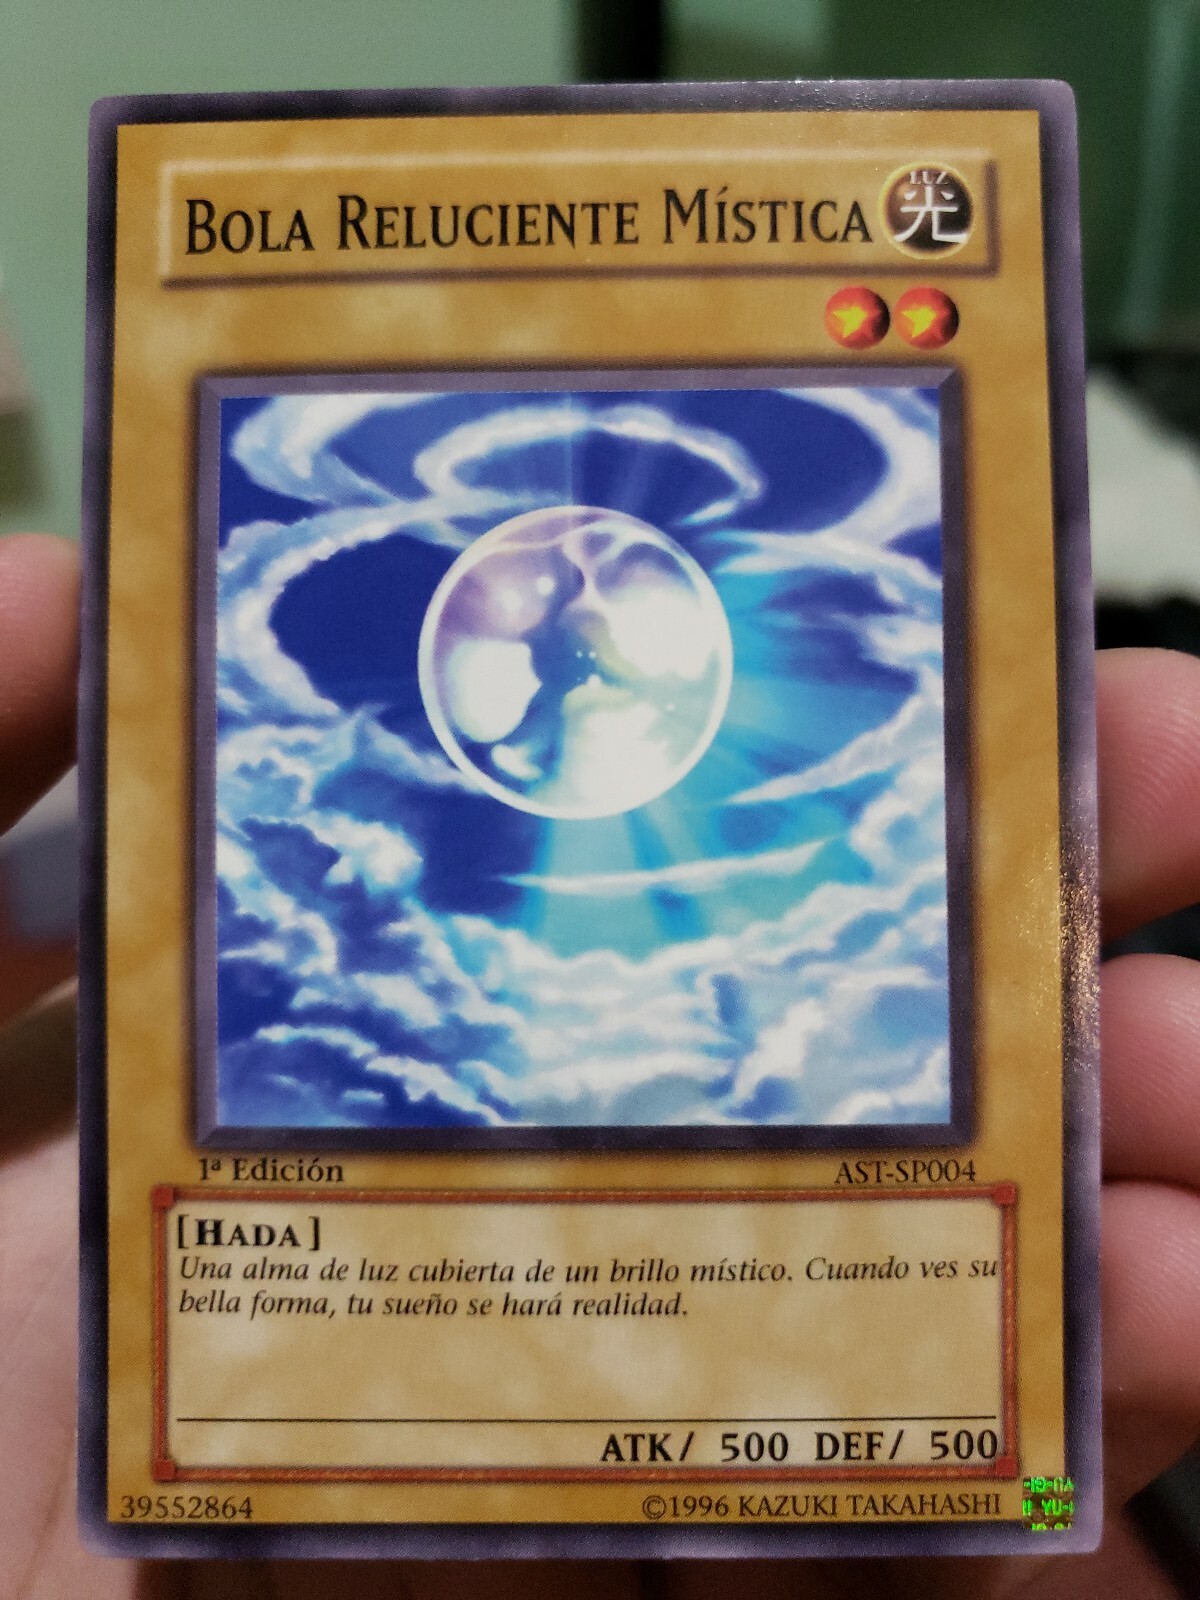 BOLA RELUCIENTE MÍSTICA
LUZ
光
1ª Edición
AST-SP004
[HADA]
Una alma de luz cubierta de un brillo místico. Cuando ves su
bella forma, tu sueño se hará realidad.
ATK/ 500 DEF/ 500
39552864
©1996 KAZUKI TAKAHASHI